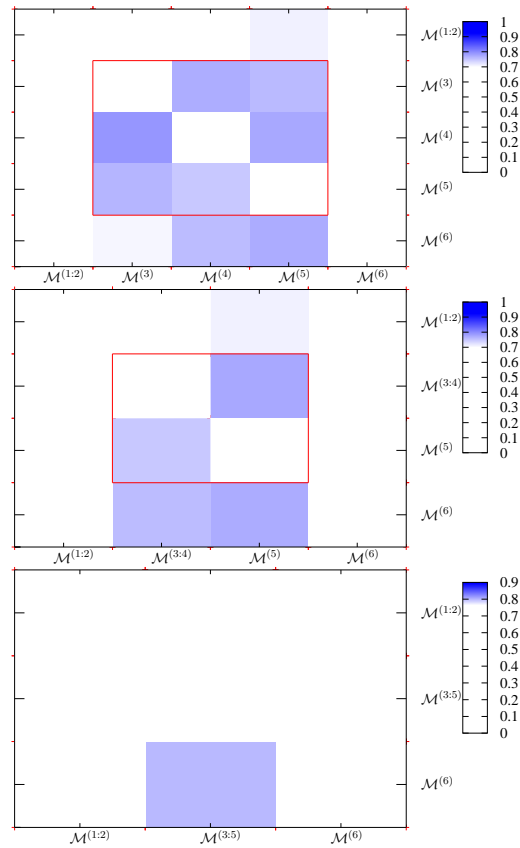 1
0.9
0.8
0.7
0.6
0.5
0.4
0.3
0.2
0.1
0
ℳ^(1:2)
ℳ^(3)
ℳ^(4)
ℳ^(5)
ℳ^(6)
ℳ^(1:2) ℳ^(3) ℳ^(4) ℳ^(5) ℳ^(6)
1
0.9
0.8
0.7
0.6
0.5
0.4
0.3
0.2
0.1
0
ℳ^(1:2)
ℳ^(3:4)
ℳ^(5)
ℳ^(6)
ℳ^(1:2) ℳ^(3:4) ℳ^(5) ℳ^(6)
0.9
0.8
0.7
0.6
0.5
0.4
0.3
0.2
0.1
0
ℳ^(1:2)
ℳ^(3:5)
ℳ^(6)
ℳ^(1:2) ℳ^(3:5) ℳ^(6)